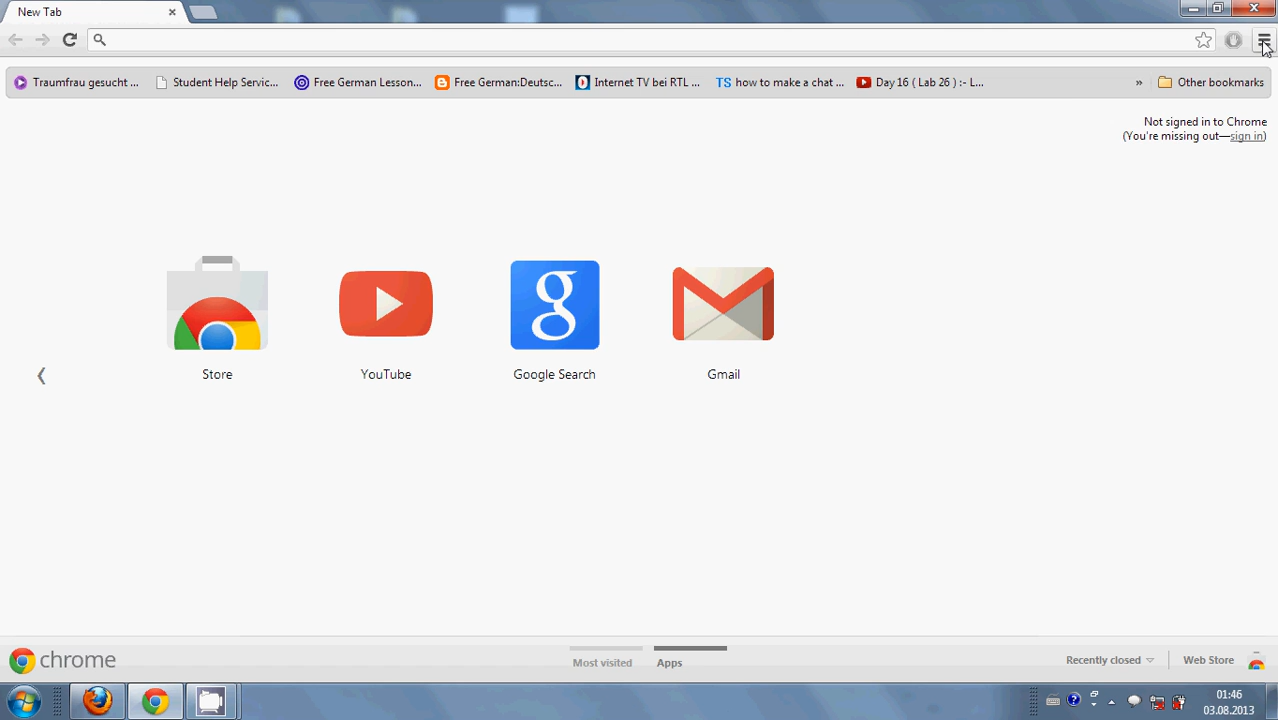 New Tab
Traumfrau gesucht ...
Student Help Servic...
Free German Lesson...
Free German:Deutsc...
Internet TV bei RTL ...
TS how to make a chat ...
Day 16 ( Lab 26 ) :- L...
»
Other bookmarks
Not signed in to Chrome
(You're missing out—sign in)
Store
YouTube
Google Search
Gmail
chrome
Most visited
Apps
Recently closed
Web Store
01:46
03.08.2013